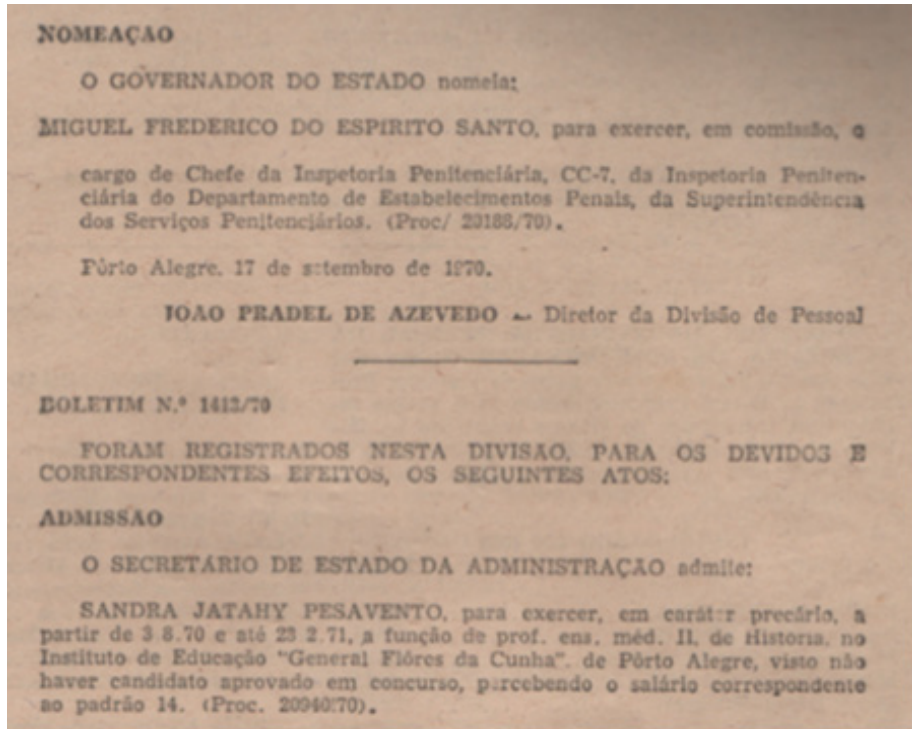 NOMEAÇAO
O GOVERNADOR DO ESTADO nomeia:
MIGUEL FREDERICO DO ESPIRITO SANTO, para exercer, em comissão, o
cargo de Chefe da Inspetoria Penitenciária, CC-7, da Inspetoria Peniten-
ciária do Departamento de Estabelecimentos Penais, da Superintendência
dos Serviços Penitenciários. (Proc/ 20188/70).
Pôrto Alegre, 17 de setembro de 1970.
JOAO PRADEL DE AZEVEDO — Diretor da Divisão de Pessoal
BOLETIM N.º 1413/70
FORAM REGISTRADOS NESTA DIVISÃO, PARA OS DEVIDOS E
CORRESPONDENTES EFEITOS, OS SEGUINTES ATOS:
ADMISSAO
O SECRETÁRIO DE ESTADO DA ADMINISTRAÇÃO admite:
SANDRA JATAHY PESAVENTO, para exercer, em caráter precário, a
partir de 3 8.70 e até 23 2.71, a função de prof. ens. méd. II, de Historia, no
Instituto de Educação "General Flôres da Cunha", de Pôrto Alegre, visto não
haver candidato aprovado em concurso, percebendo o salário correspondente
ao padrão 14. (Proc. 20940/70).